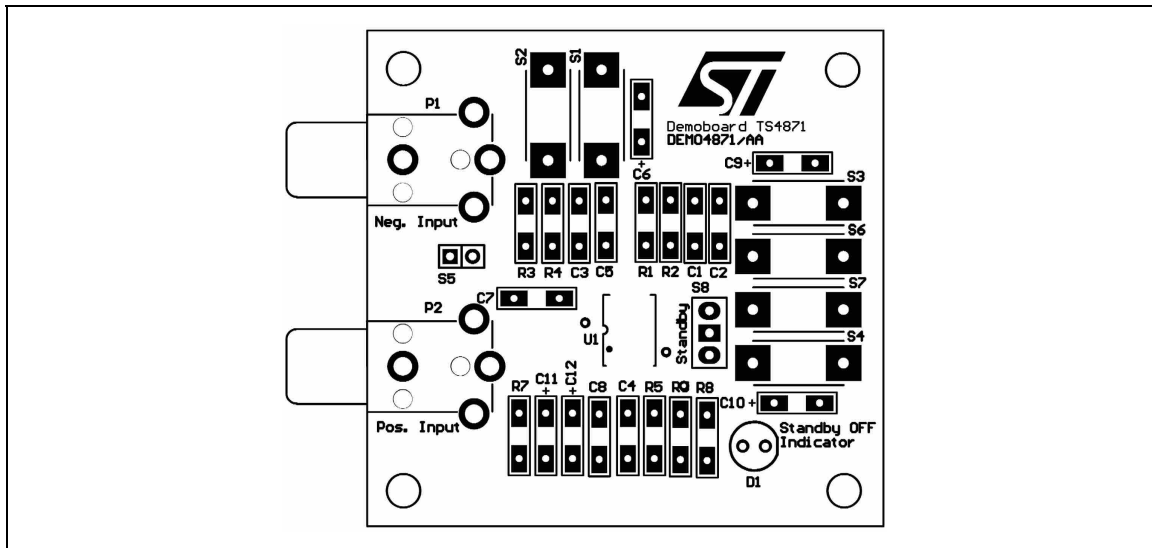 S2
S1
ST
P1
Demoboard TS4871
DEMO4871/AA
C9+
+
C6
S3
Neg. Input
S6
S5
R3 R4 C3 C5
R1 R2 C1 C2
S7
C7
S8
P2
U1
Standby
S4
R7 C11 C12 C8 C4 R5 R8
+ +
C10+
Pos. Input
Standby OFF
Indicator
D1